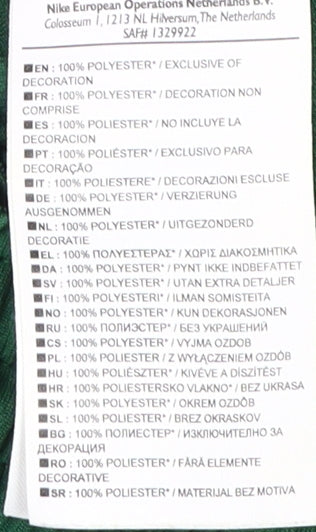 Nike European Operations Netherlands B.V.
Colosseum 1, 1213 NL Hilversum, The Netherlands
SAF# 1329922
EN : 100% POLYESTER* / EXCLUSIVE OF
DECORATION
FR : 100% POLYESTER* / DECORATION NON
COMPRISE
ES : 100% POLIESTER* / NO INCLUYE LA
DECORACION
PT : 100% POLIÉSTER* / EXCLUSIVO PARA
DECORAÇÃO
IT : 100% POLIESTERE* / DECORAZIONI ESCLUSE
DE : 100% POLYESTER* / VERZIERUNG
AUSGENOMMEN
NL : 100% POLYESTER* / UITGEZONDERD
DECORATIE
EL : 100% ΠΟΛΥΕΣΤΕΡΑΣ* / ΧΩΡΙΣ ΔΙΑΚΟΣΜΗΤΙΚΑ
DA : 100% POLYESTER* / PYNT IKKE INDBEFATTET
SV : 100% POLYESTER* / UTAN EXTRA DETALJER
FI : 100% POLYESTERI* / ILMAN SOMISTEITA
NO : 100% POLYESTER* / KUN DEKORASJONEN
RU : 100% ПОЛИЭСТЕР* / БЕЗ УКРАШЕНИЙ
CS : 100% POLYESTER* / VYJMA OZDOB
PL : 100% POLIESTER / Z WYŁĄCZENIEM OZDÓB
HU : 100% POLIÉSZTER* / KIVÉVE A DÍSZÍTÉST
HR : 100% POLIESTERSKO VLAKNO* / BEZ UKRASA
SK : 100% POLYESTER* / OKREM OZDÔB
SL : 100% POLIESTER* / BREZ OKRASKOV
BG : 100% ПОЛИЕСТЕР* / ИЗКЛЮЧИТЕЛНО ЗА
ДЕКОРАЦИЯ
RO : 100% POLIESTER* / FĂRĂ ELEMENTE
DECORATIVE
SR : 100% POLIESTER* / MATERIJAL BEZ MOTIVA